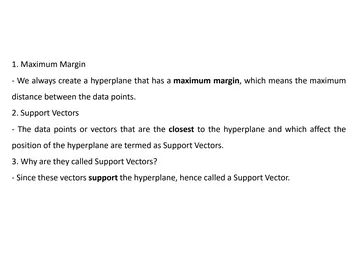 1. Maximum Margin
- We always create a hyperplane that has a maximum margin, which means the maximum
distance between the data points.
2. Support Vectors
- The data points or vectors that are the closest to the hyperplane and which affect the
position of the hyperplane are termed as Support Vectors.
3. Why are they called Support Vectors?
- Since these vectors support the hyperplane, hence called a Support Vector.